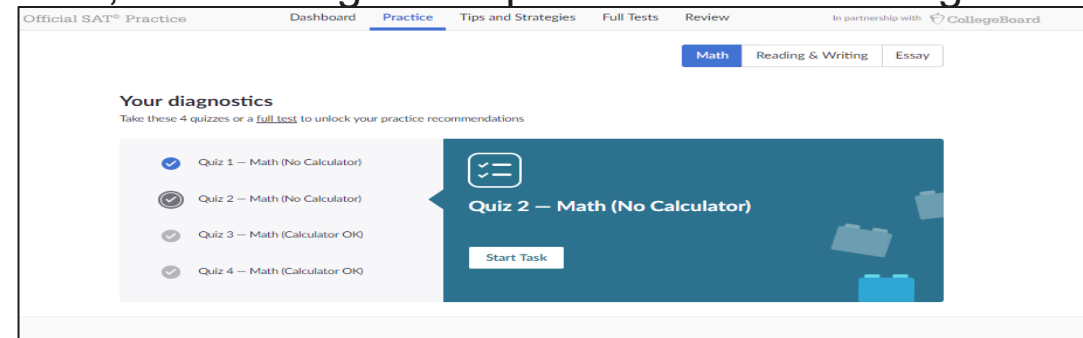 Official SAT® Practice Dashboard Practice Tips and Strategies Full Tests Review In partnership with CollegeBoard
Math Reading & Writing Essay
Your diagnostics
Take these 4 quizzes or a full test to unlock your practice recommendations
Quiz 1 — Math (No Calculator)
Quiz 2 — Math (No Calculator)
Quiz 3 — Math (Calculator OK)
Quiz 4 — Math (Calculator OK)
Quiz 2 — Math (No Calculator)
Start Task